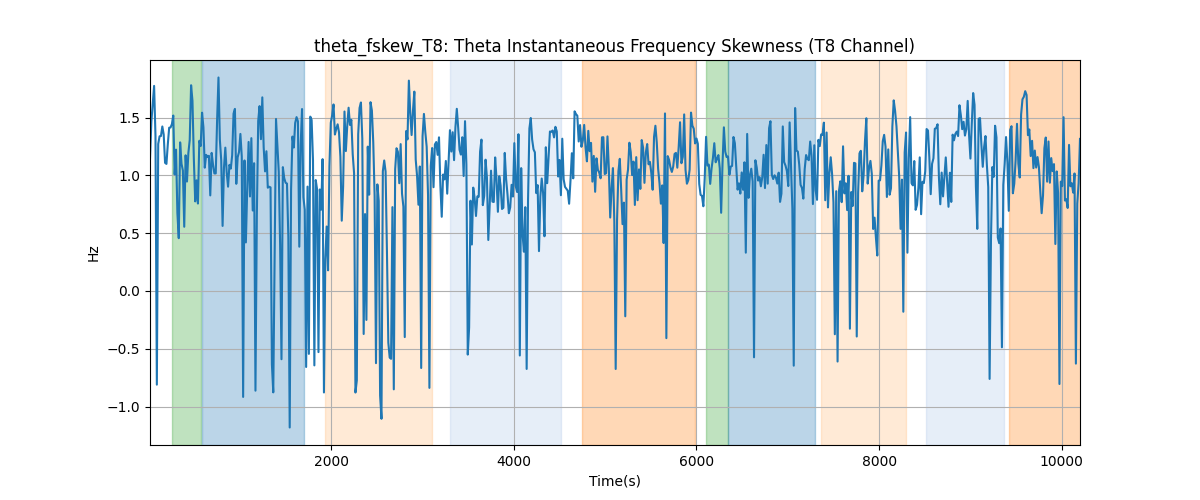 theta_fskew_T8: Theta Instantaneous Frequency Skewness (T8 Channel)
1.5
1.0
0.5
0.0
−0.5
−1.0
Hz
2000 4000 6000 8000 10000
Time(s)